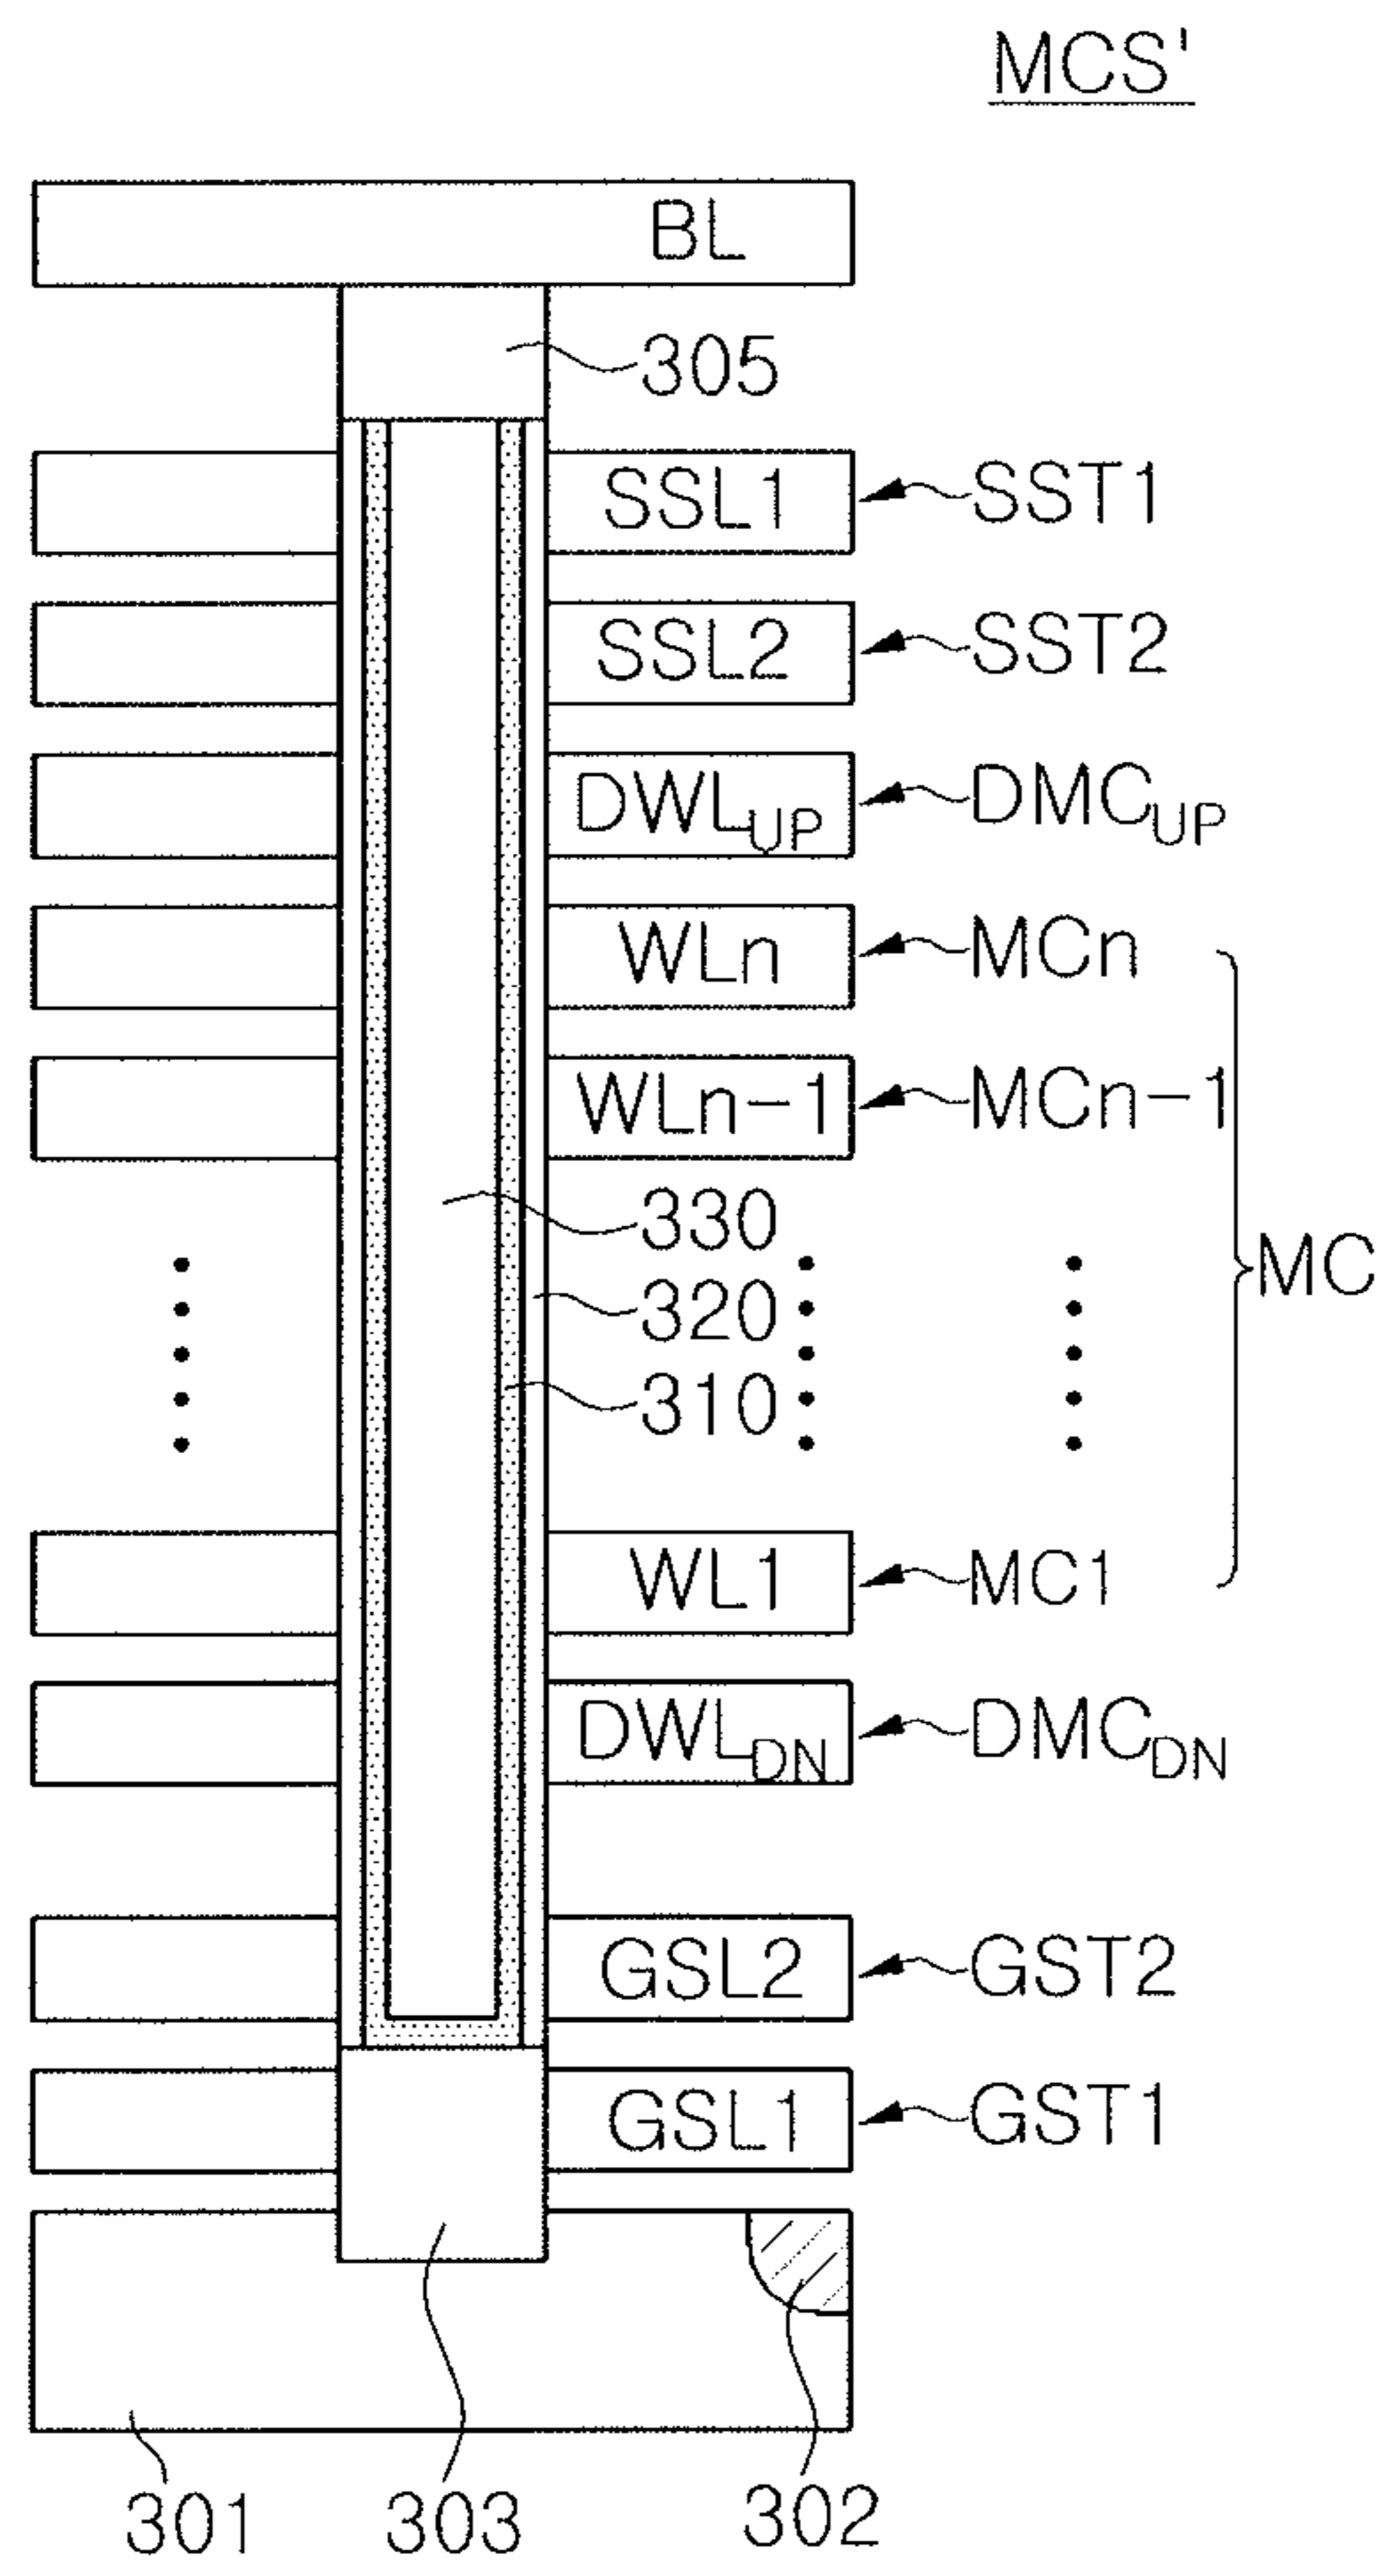 MCS'
BL
305
SSL1 SST1
SSL2 SST2
DWLUP DMCUP
WLn MCn
WLn-1 MCn-1
330
320
310
MC
WL1 MC1
DWLDN DMCDN
GSL2 GST2
GSL1 GST1
301 303 302